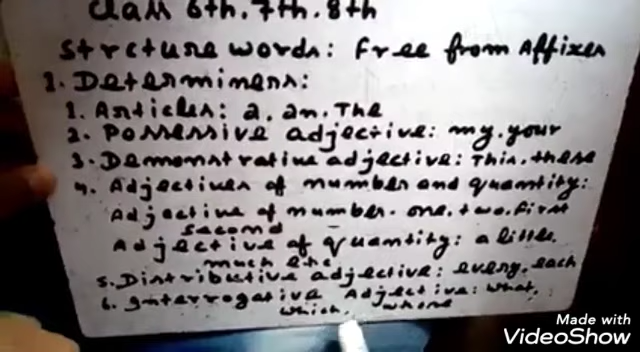 Class 6th. 7th. 8th
Strcture words: Free from Affixes
1. Determiners:
1. Articles: a. an. The
2. Possessive adjective: my. your
3. Demonstrative adjective: This. these
4. Adjectives of number and quantity:
Adjective of number. one. two. first
second
Adjective of quantity: a little.
much etc
5. Distributive adjective: every. each
6. Interrogative Adjective: what.
which. whose
Made with
VideoShow